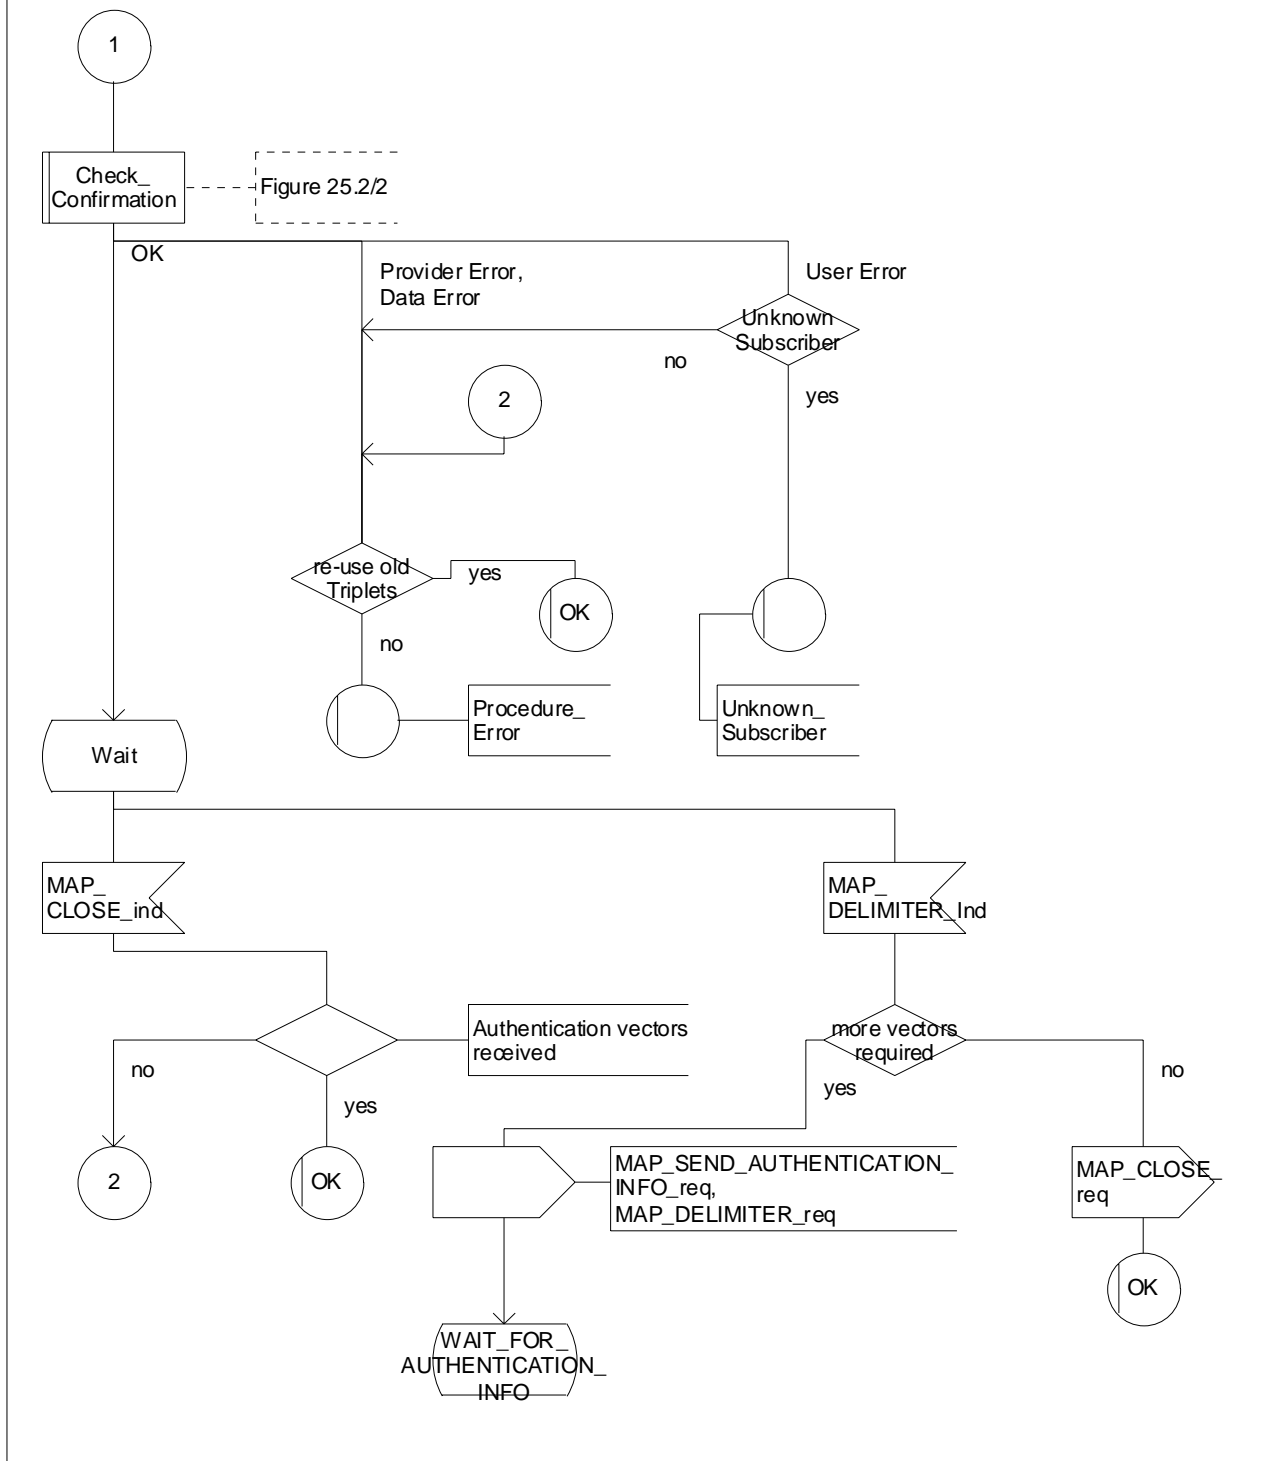 1
Check_
Confirmation
Figure 25.2/2
OK
Provider Error,
Data Error
User Error
Unknown
Subscriber
no
yes
2
re-use old
Triplets
yes
OK
no
Procedure_
Error
Unknown_
Subscriber
Wait
MAP_
CLOSE_ind
MAP_
DELIMITER_Ind
Authentication vectors
received
more vectors
required
no
yes
yes
no
2
OK
MAP_SEND_AUTHENTICATION_
INFO_req,
MAP_DELIMITER_req
MAP_CLOSE_
req
OK
WAIT_FOR_
AUTHENTICATION_
INFO